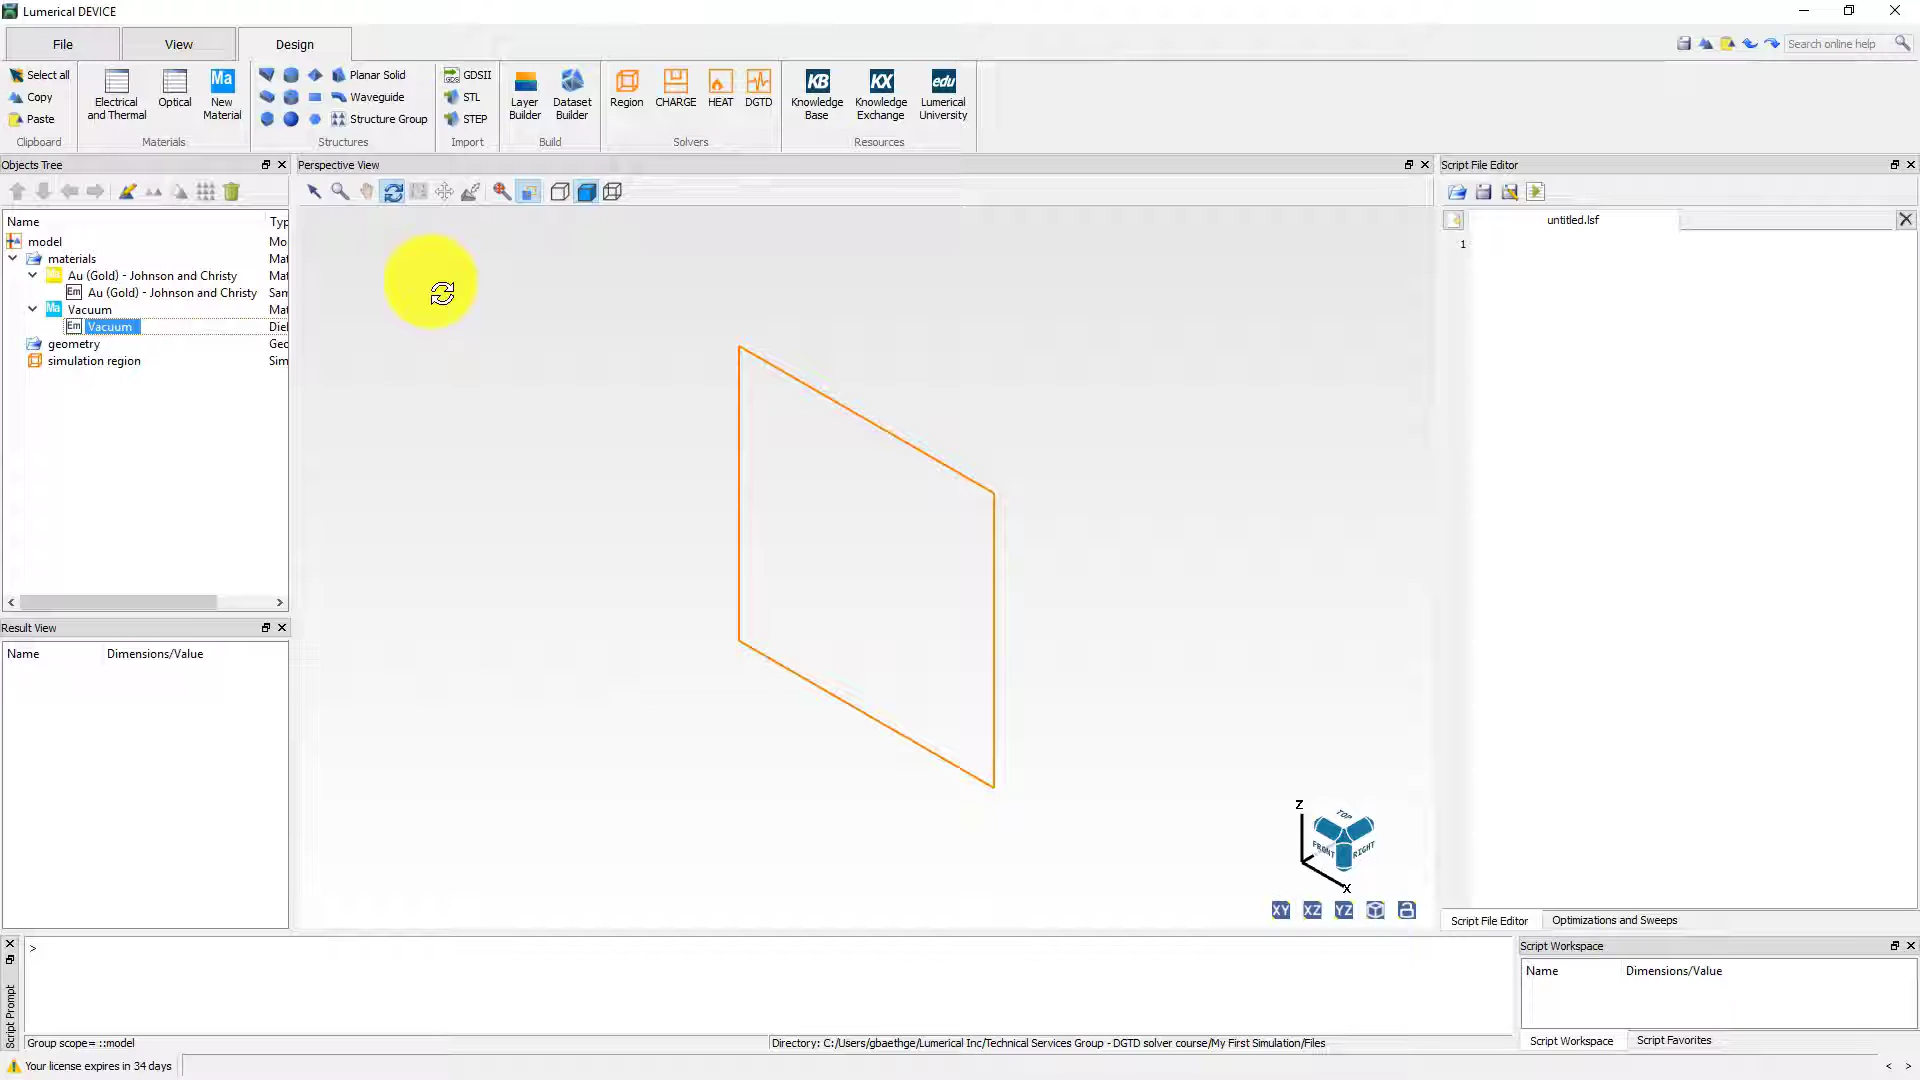 Lumerical DEVICE
File
View
Design
Search online help
Select all
Copy
Paste
Clipboard
Electrical and Thermal
Optical
Ma
New Material
Materials
Planar Solid
Waveguide
Structure Group
Structures
GDSII
STL
STEP
Import
Layer Builder
Dataset Builder
Build
Region
CHARGE
HEAT
DGTD
Solvers
KB
Knowledge Base
KX
Knowledge Exchange
edu
Lumerical University
Resources
Objects Tree
Name
Typ
model
Mo
materials
Mat
Au (Gold) - Johnson and Christy
Mat
Em
Au (Gold) - Johnson and Christy
Sam
Ma
Vacuum
Mat
Em
Vacuum
Diel
geometry
Geo
simulation region
Sim
Result View
Name
Dimensions/Value
Perspective View
Z
X
TOP
FRONT
RIGHT
XY
XZ
YZ
Script File Editor
untitled.lsf
1
Script File Editor
Optimizations and Sweeps
Script Prompt
>
Group scope= ::model
Directory: C:/Users/gbaethge/Lumerical Inc/Technical Services Group - DGTD solver course/My First Simulation/Files
Script Workspace
Name
Dimensions/Value
Script Workspace
Script Favorites
Your license expires in 34 days